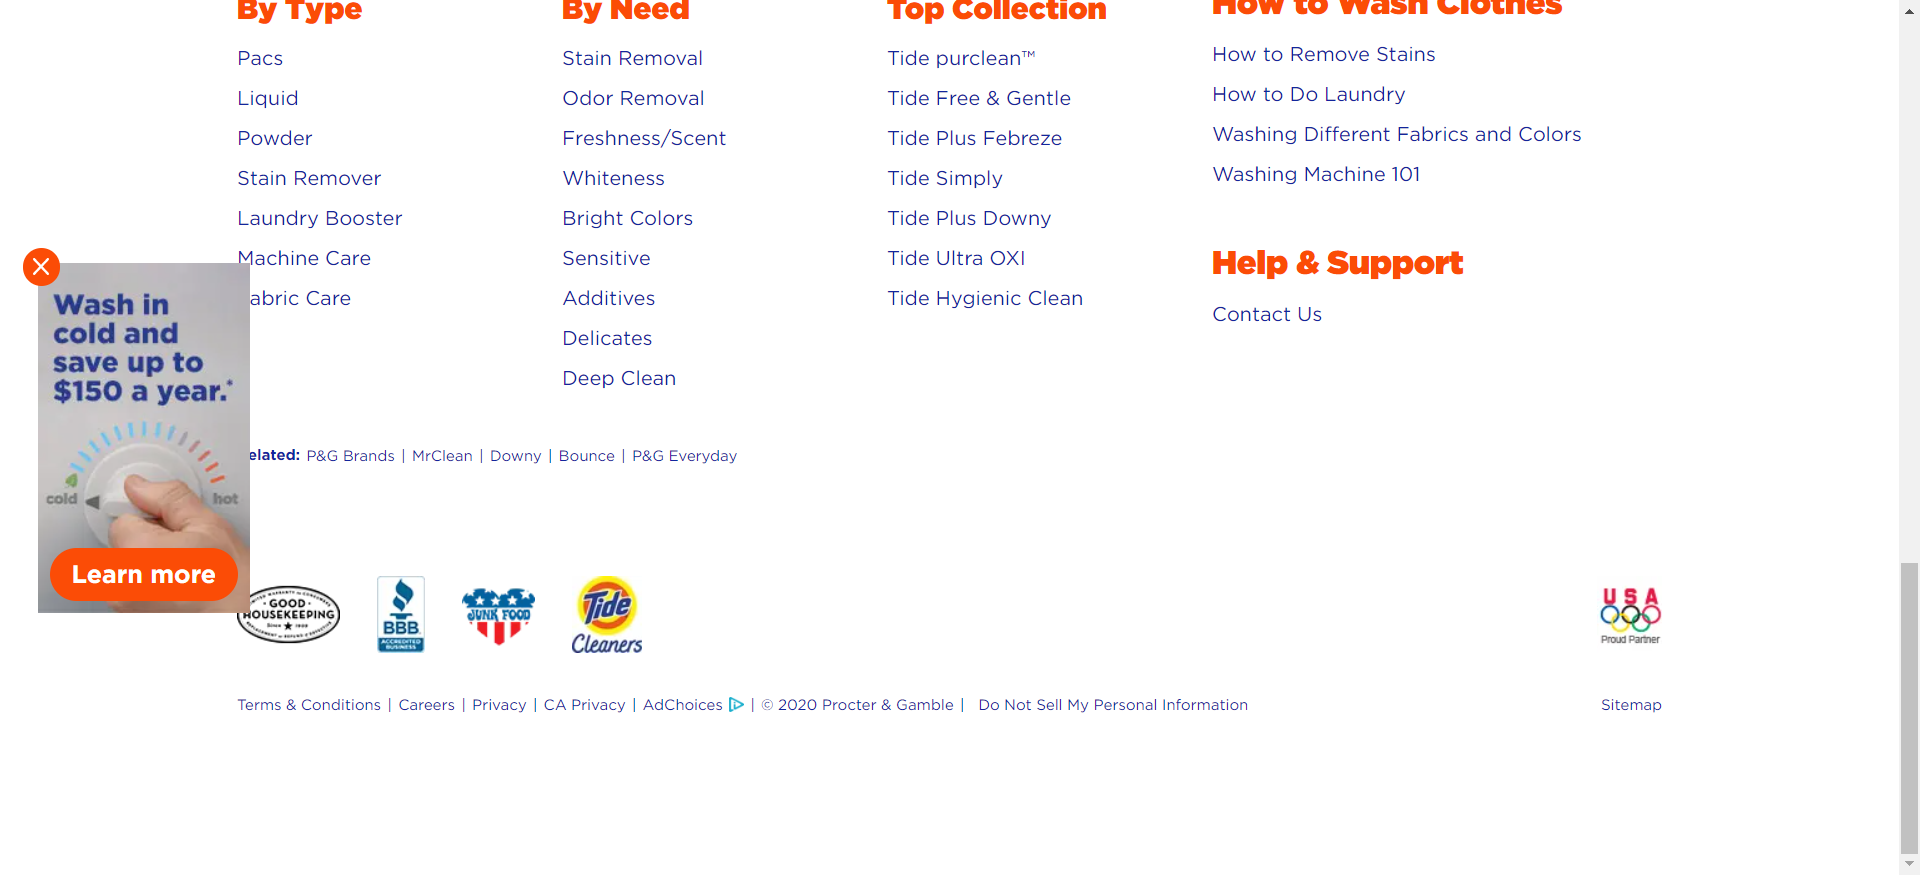 By Type
Pacs
Liquid
Powder
Stain Remover
Laundry Booster
Machine Care
abric Care
By Need
Stain Removal
Odor Removal
Freshness/Scent
Whiteness
Bright Colors
Sensitive
Additives
Delicates
Deep Clean
Top Collection
Tide purclean™
Tide Free & Gentle
Tide Plus Febreze
Tide Simply
Tide Plus Downy
Tide Ultra OXI
Tide Hygienic Clean
How to Wash Clothes
How to Remove Stains
How to Do Laundry
Washing Different Fabrics and Colors
Washing Machine 101
Help & Support
Contact Us
Wash in
cold and
save up to
$150 a year.*
cold hot
Learn more
elated: P&G Brands | MrClean | Downy | Bounce | P&G Everyday
GOOD
HOUSEKEEPING
BBB
ACCREDITED
BUSINESS
JUNK FOOD
Tide
Cleaners
USA
Proud Partner
Terms & Conditions | Careers | Privacy | CA Privacy | AdChoices | © 2020 Procter & Gamble | Do Not Sell My Personal Information
Sitemap